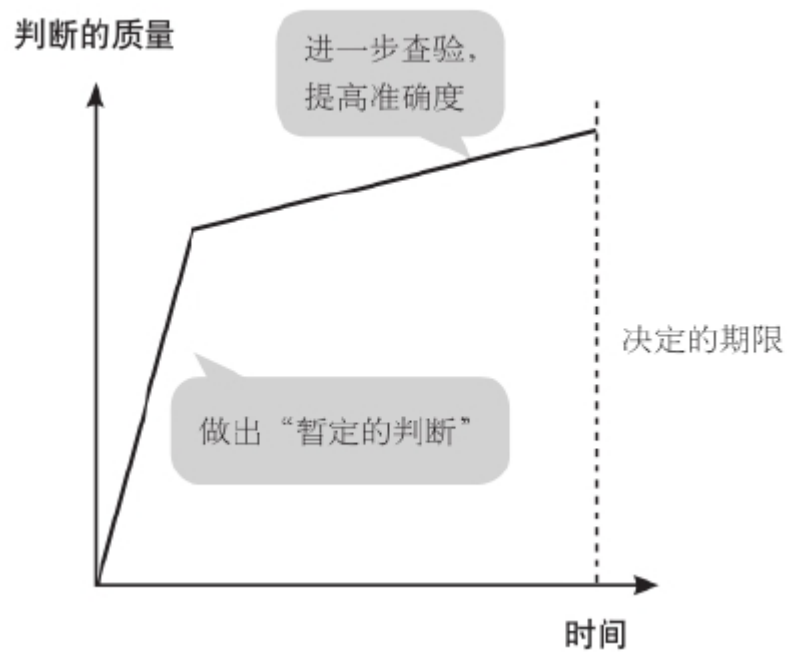 判断的质量
进一步查验，
提高准确度
决定的期限
做出“暂定的判断”
时间